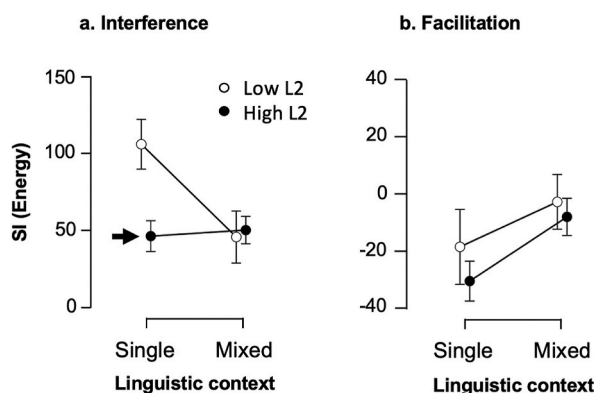 a. Interference
b. Facilitation
150
100
50
0
SI (Energy)
Low L2
High L2
Single Mixed
Linguistic context
40
20
0
-20
-40
Single Mixed
Linguistic context